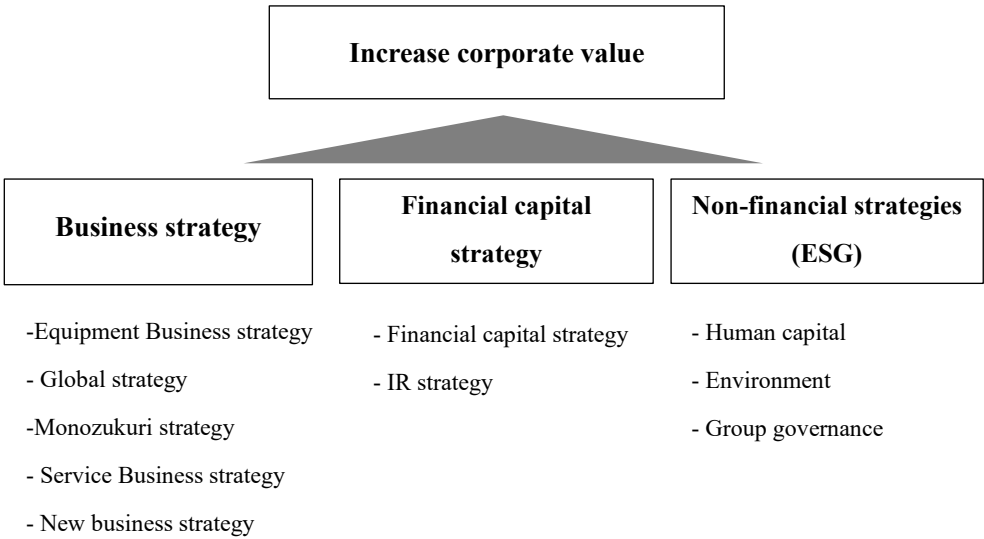 Increase corporate value
Business strategy
Financial capital
strategy
Non-financial strategies
(ESG)
-Equipment Business strategy
- Global strategy
-Monozukuri strategy
- Service Business strategy
- New business strategy
- Financial capital strategy
- IR strategy
- Human capital
- Environment
- Group governance